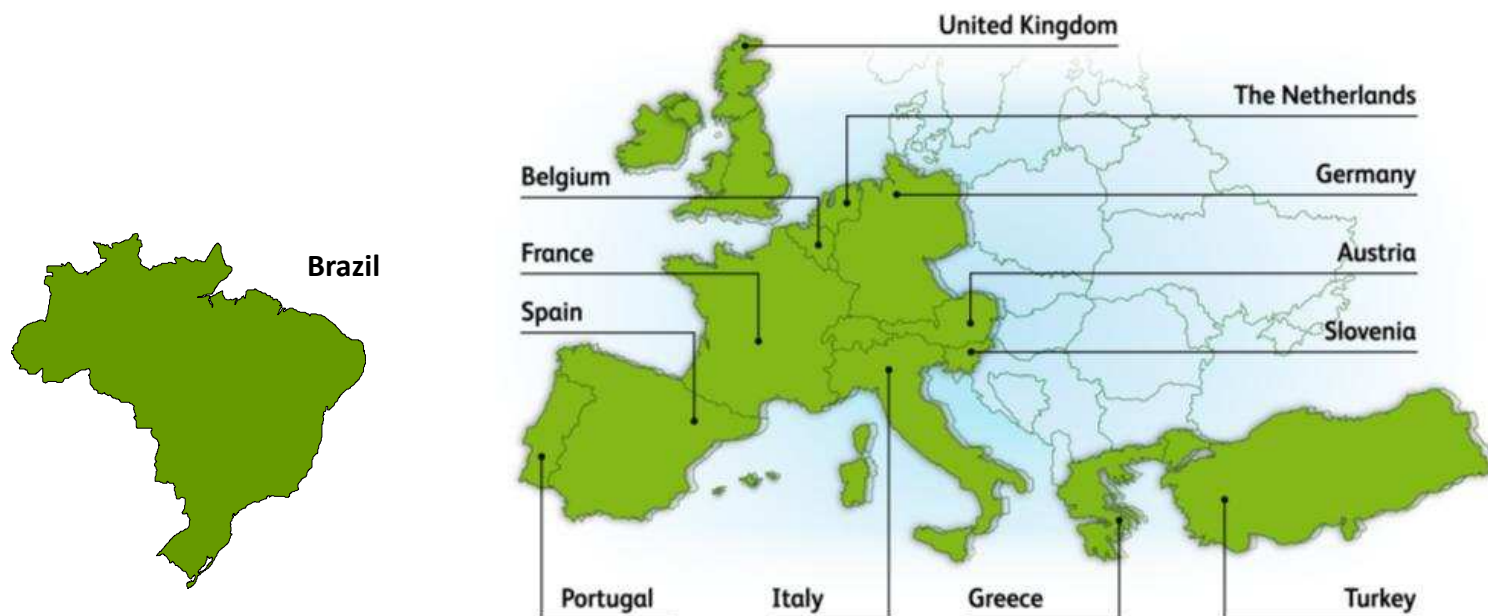 United Kingdom
The Netherlands
Belgium
Germany
France
Austria
Brazil
Spain
Slovenia
Portugal
Italy
Greece
Turkey